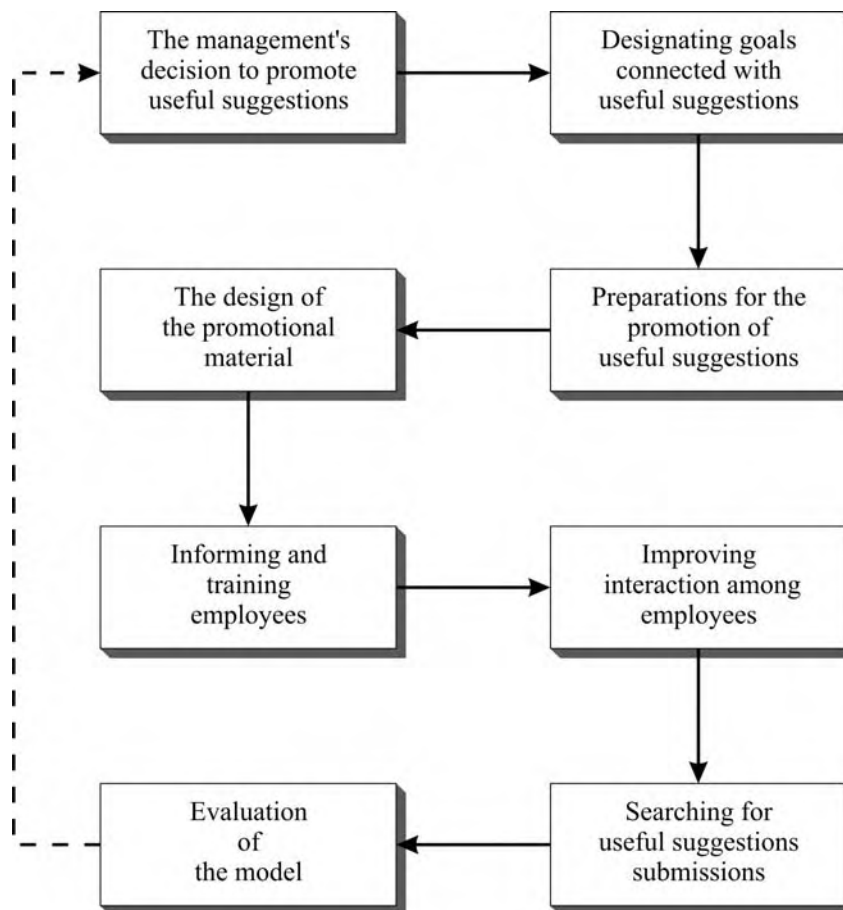 The management's
decision to promote
useful suggestions
Designating goals
connected with
useful suggestions
The design of
the promotional
material
Preparations for the
promotion of
useful suggestions
Informing and
training
employees
Improving
interaction among
employees
Evaluation
of
the model
Searching for
useful suggestions
submissions